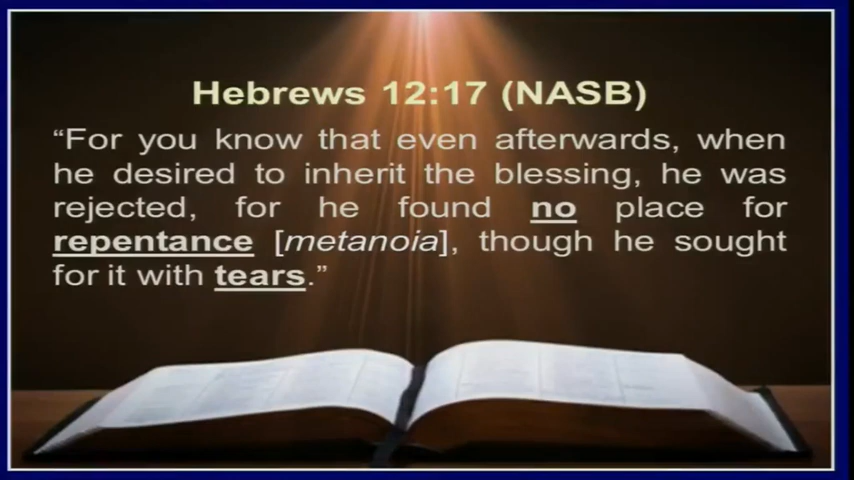 Hebrews 12:17 (NASB)
“For you know that even afterwards, when
he desired to inherit the blessing, he was
rejected, for he found no place for
repentance [metanoia], though he sought
for it with tears.”